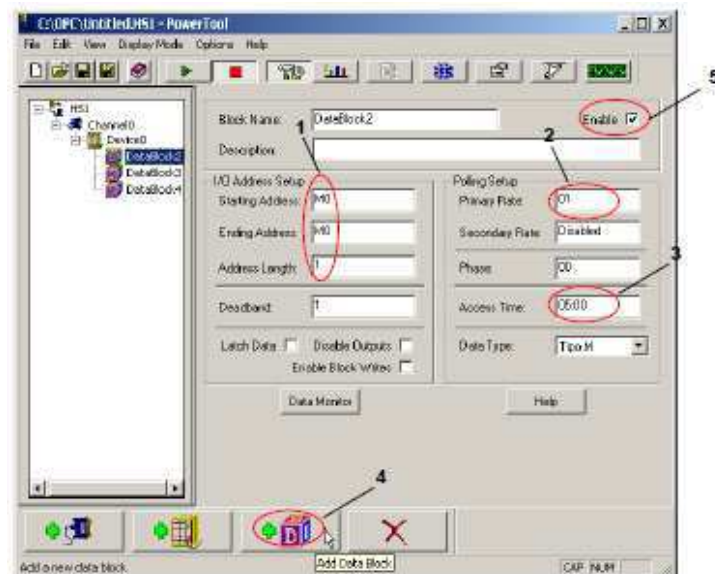 C:\OPC\Untitled.HS1 - PowerTool
File Edit View Display Mode Options Help
5
HS1
Channel0
Device0
DataBlock2
DataBlock3
DataBlock4
Block Name: DataBlock2
Enable
1
2
Description:
I/O Address Setup
Polling Setup
Starting Address: M0
Primary Rate: 01
Ending Address: M0
Secondary Rate: Disabled
3
Address Length: 1
Phase: 00
Deadband: 1
Access Time: 05:00
Latch Data
Disable Outputs
Data Type: Tipo M
Enable Block Writes
Data Monitor
Help
4
Add a new data block.
Add Data Block
CAP NUM